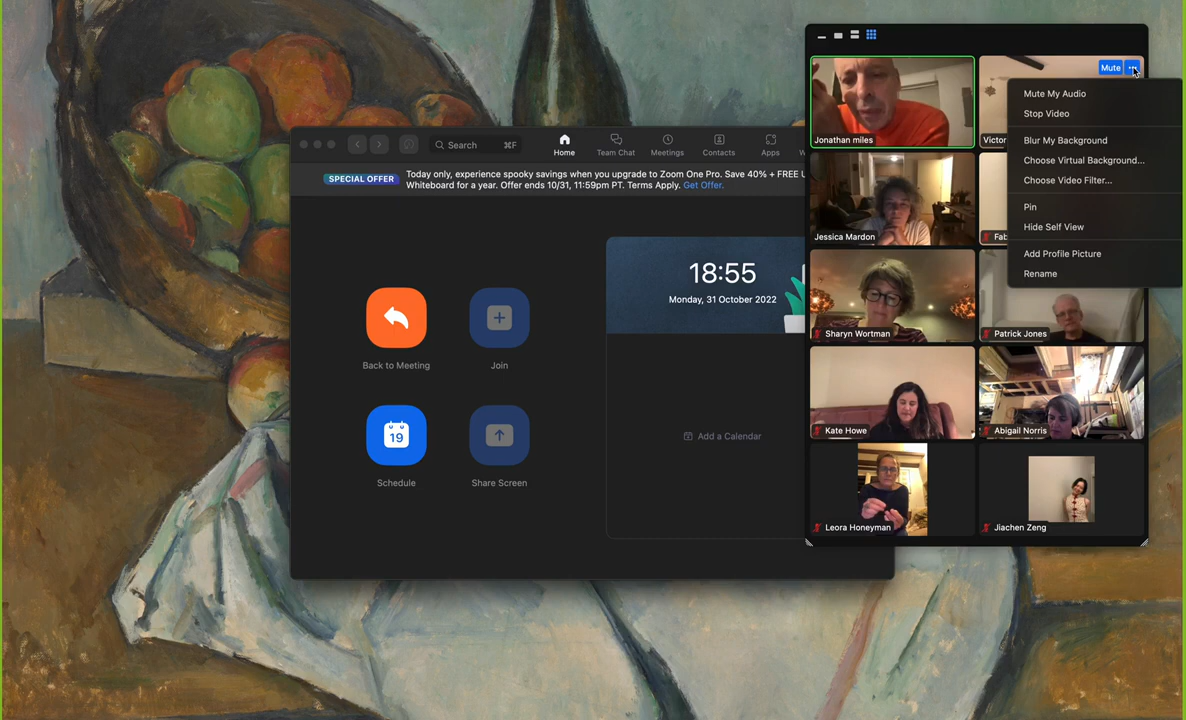 Search
⌘F
Home
Team Chat
Meetings
Contacts
Apps
SPECIAL OFFER
Today only, experience spooky savings when you upgrade to Zoom One Pro. Save 40% + FREE
Whiteboard for a year. Offer ends 10/31, 11:59pm PT. Terms Apply. Get Offer.
18:55
Monday, 31 October 2022
Back to Meeting
Join
19
Schedule
Share Screen
Add a Calendar
Jonathan miles
Mute
Victor
Mute My Audio
Stop Video
Blur My Background
Choose Virtual Background...
Choose Video Filter...
Pin
Hide Self View
Add Profile Picture
Rename
Jessica Mardon
Fab
Sharyn Wortman
Patrick Jones
Kate Howe
Abigail Norris
Leora Honeyman
Jiachen Zeng